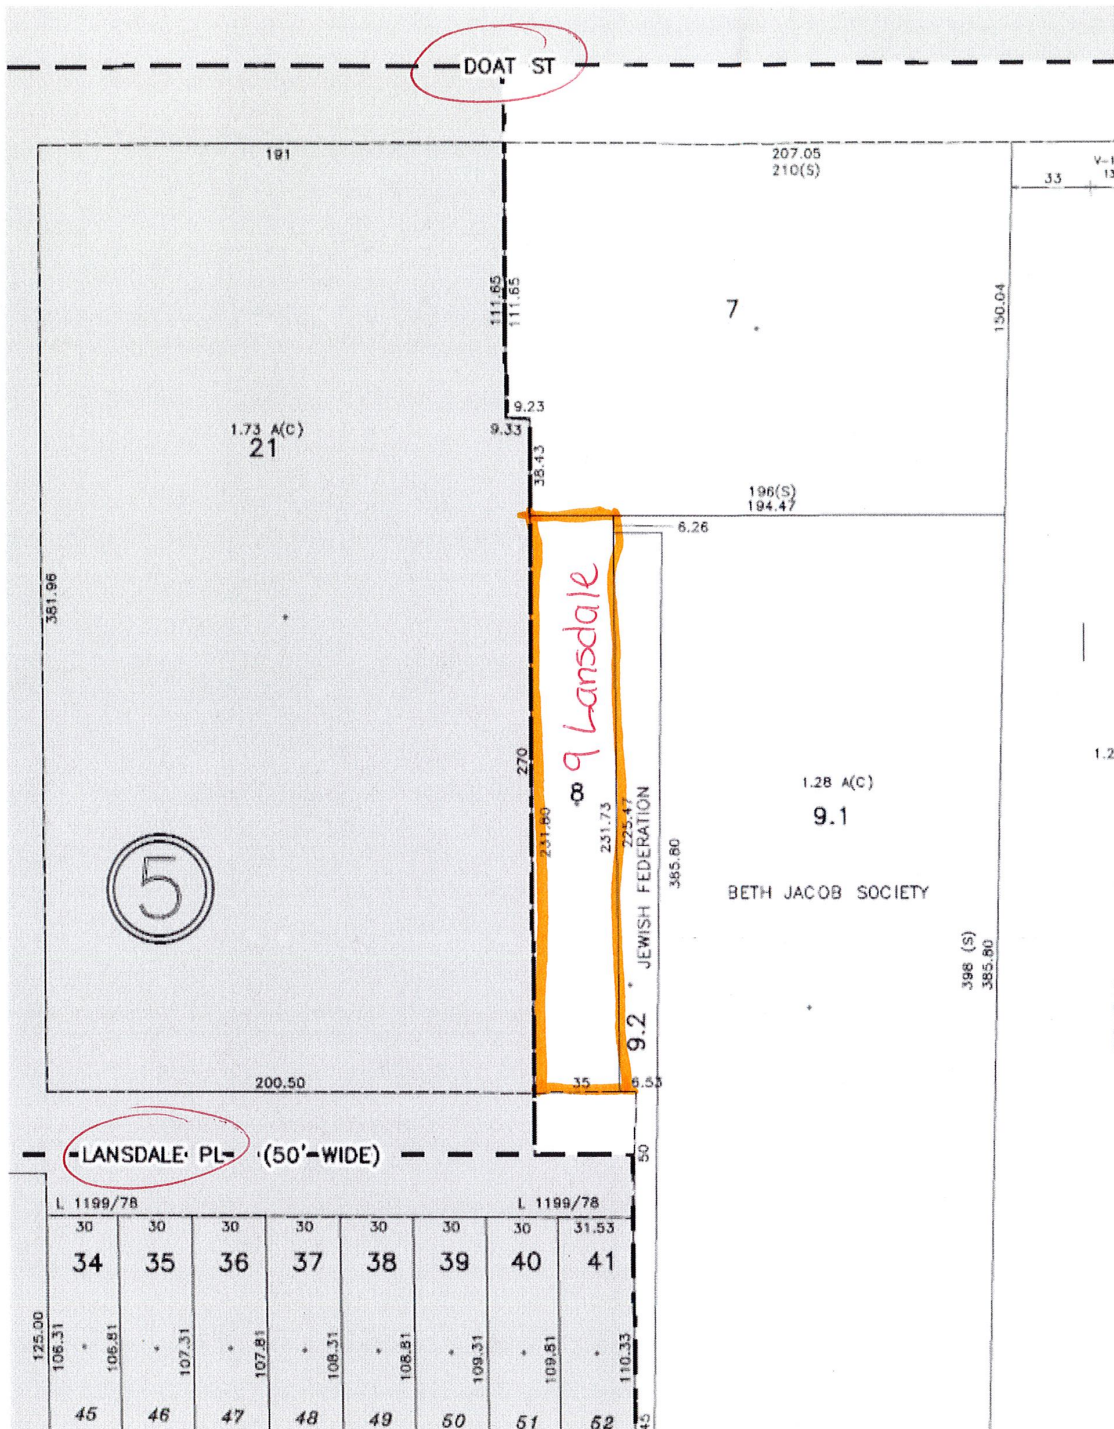 DOAT ST
191
207.05
210(S)
33
V-1
13
111.65
111.65
150.04
7
9.23
9.33
38.43
1.73 A(C)
21
196(S)
194.47
6.26
381.96
270
9 Lansdale
8
231.80
231.73
225.47
JEWISH FEDERATION
385.80
9.2
1.28 A(C)
9.1
BETH JACOB SOCIETY
398 (S)
385.80
1.2
5
200.50
35
6.53
LANSDALE PL (50'-WIDE)
50
L 1199/78
L 1199/78
30 30 30 30 30 30 30 31.53
34 35 36 37 38 39 40 41
125.00
106.31
106.81
107.31
107.81
108.31
108.81
109.31
109.81
110.33
45 46 47 48 49 50 51 52
45